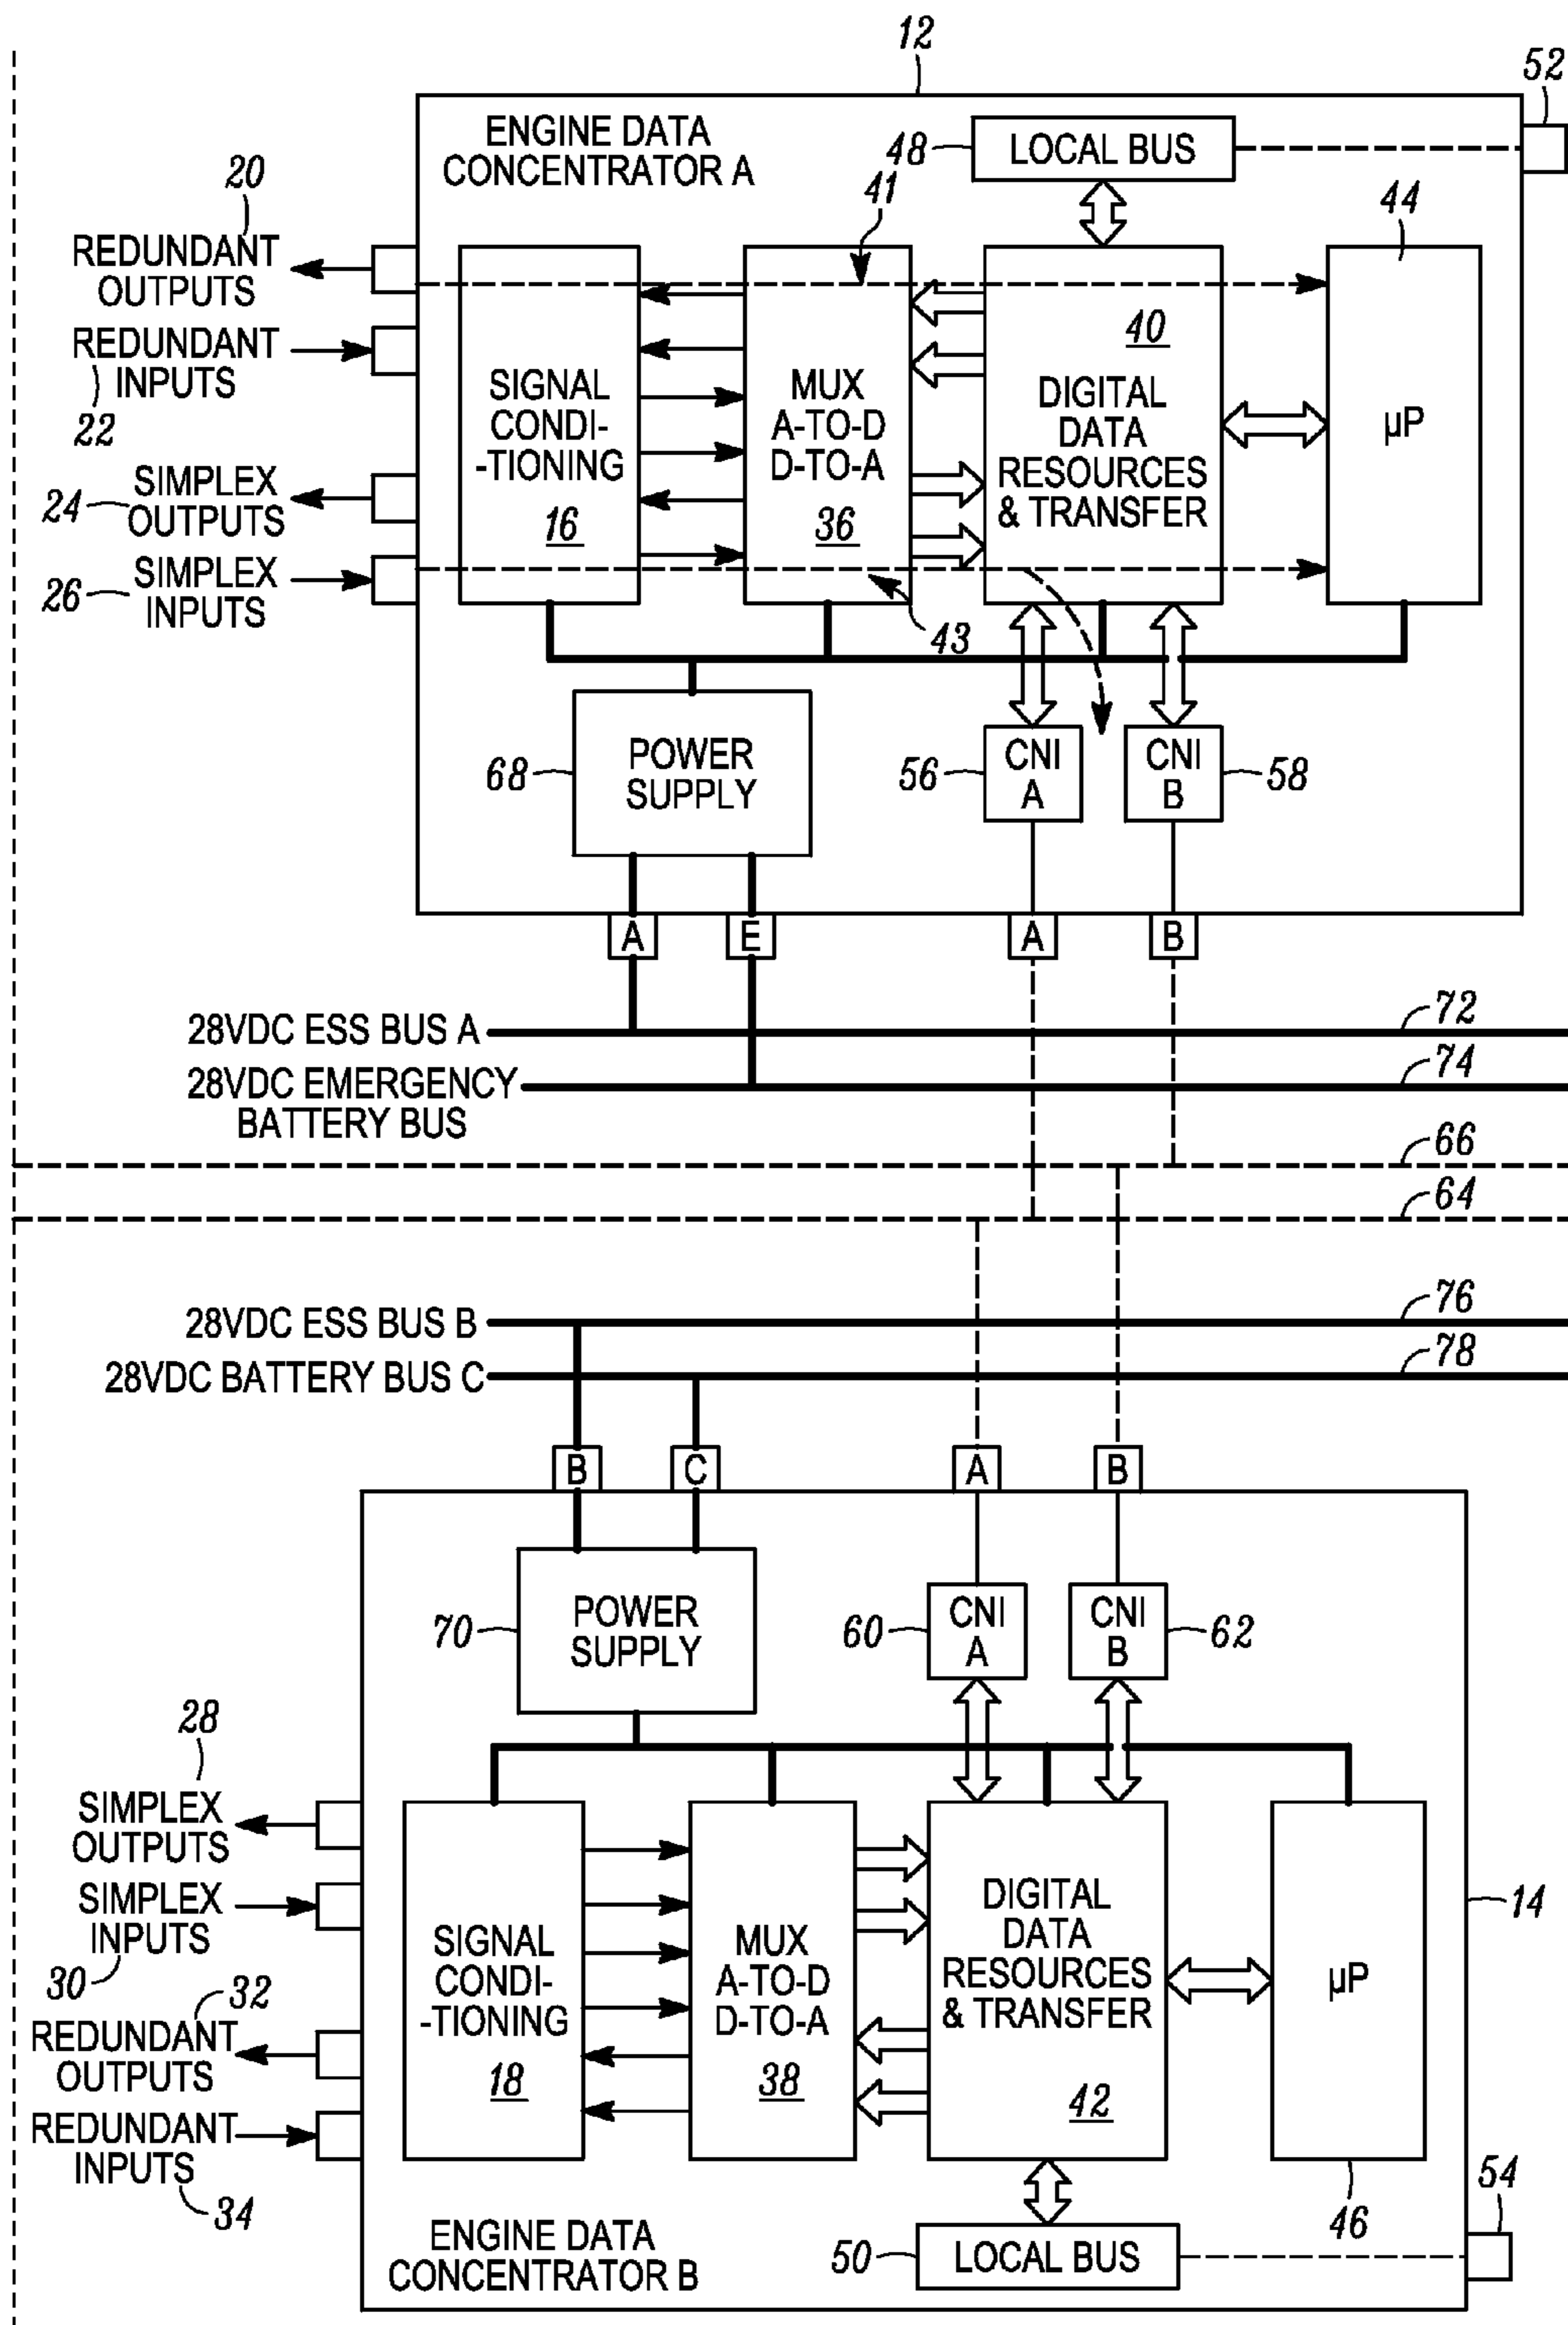 12
52
ENGINE DATA
CONCENTRATOR A
48
LOCAL BUS
20
41
44
REDUNDANT
OUTPUTS
REDUNDANT
INPUTS
22
SIMPLEX
24
OUTPUTS
SIMPLEX
26
INPUTS
SIGNAL
CONDI-
-TIONING
16
MUX
A-TO-D
D-TO-A
36
40
DIGITAL
DATA
RESOURCES
& TRANSFER
µP
43
68
POWER
SUPPLY
56
CNI
A
CNI
B
58
A
E
A
B
28VDC ESS BUS A
72
28VDC EMERGENCY
BATTERY BUS
74
66
64
28VDC ESS BUS B
76
28VDC BATTERY BUS C
78
B
C
A
B
70
POWER
SUPPLY
60
CNI
A
CNI
B
62
28
SIMPLEX
OUTPUTS
SIMPLEX
INPUTS
30
32
REDUNDANT
OUTPUTS
REDUNDANT
INPUTS
34
SIGNAL
CONDI-
-TIONING
18
MUX
A-TO-D
D-TO-A
38
DIGITAL
DATA
RESOURCES
& TRANSFER
42
µP
14
46
54
ENGINE DATA
CONCENTRATOR B
50
LOCAL BUS